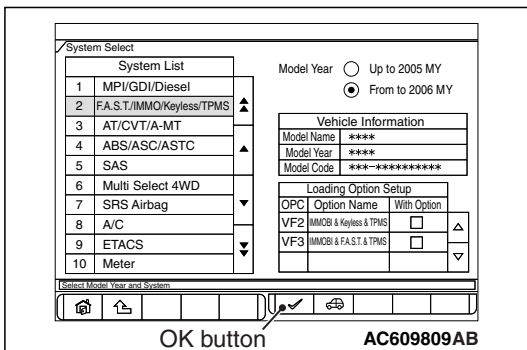 System Select
System List
1 MPI/GDI/Diesel
2 F.A.S.T./IMMO/Keyless/TPMS
3 AT/CVT/A-MT
4 ABS/ASC/ASTC
5 SAS
6 Multi Select 4WD
7 SRS Airbag
8 A/C
9 ETACS
10 Meter
Model Year
Up to 2005 MY
From to 2006 MY
Vehicle Information
Model Name ****
Model Year ****
Model Code ***-**********
Loading Option Setup
OPC Option Name With Option
VF2 IMMOBI & Keyless & TPMS
VF3 IMMOBI & F.A.S.T. & TPMS
Select Model Year and System
OK button
AC609809AB